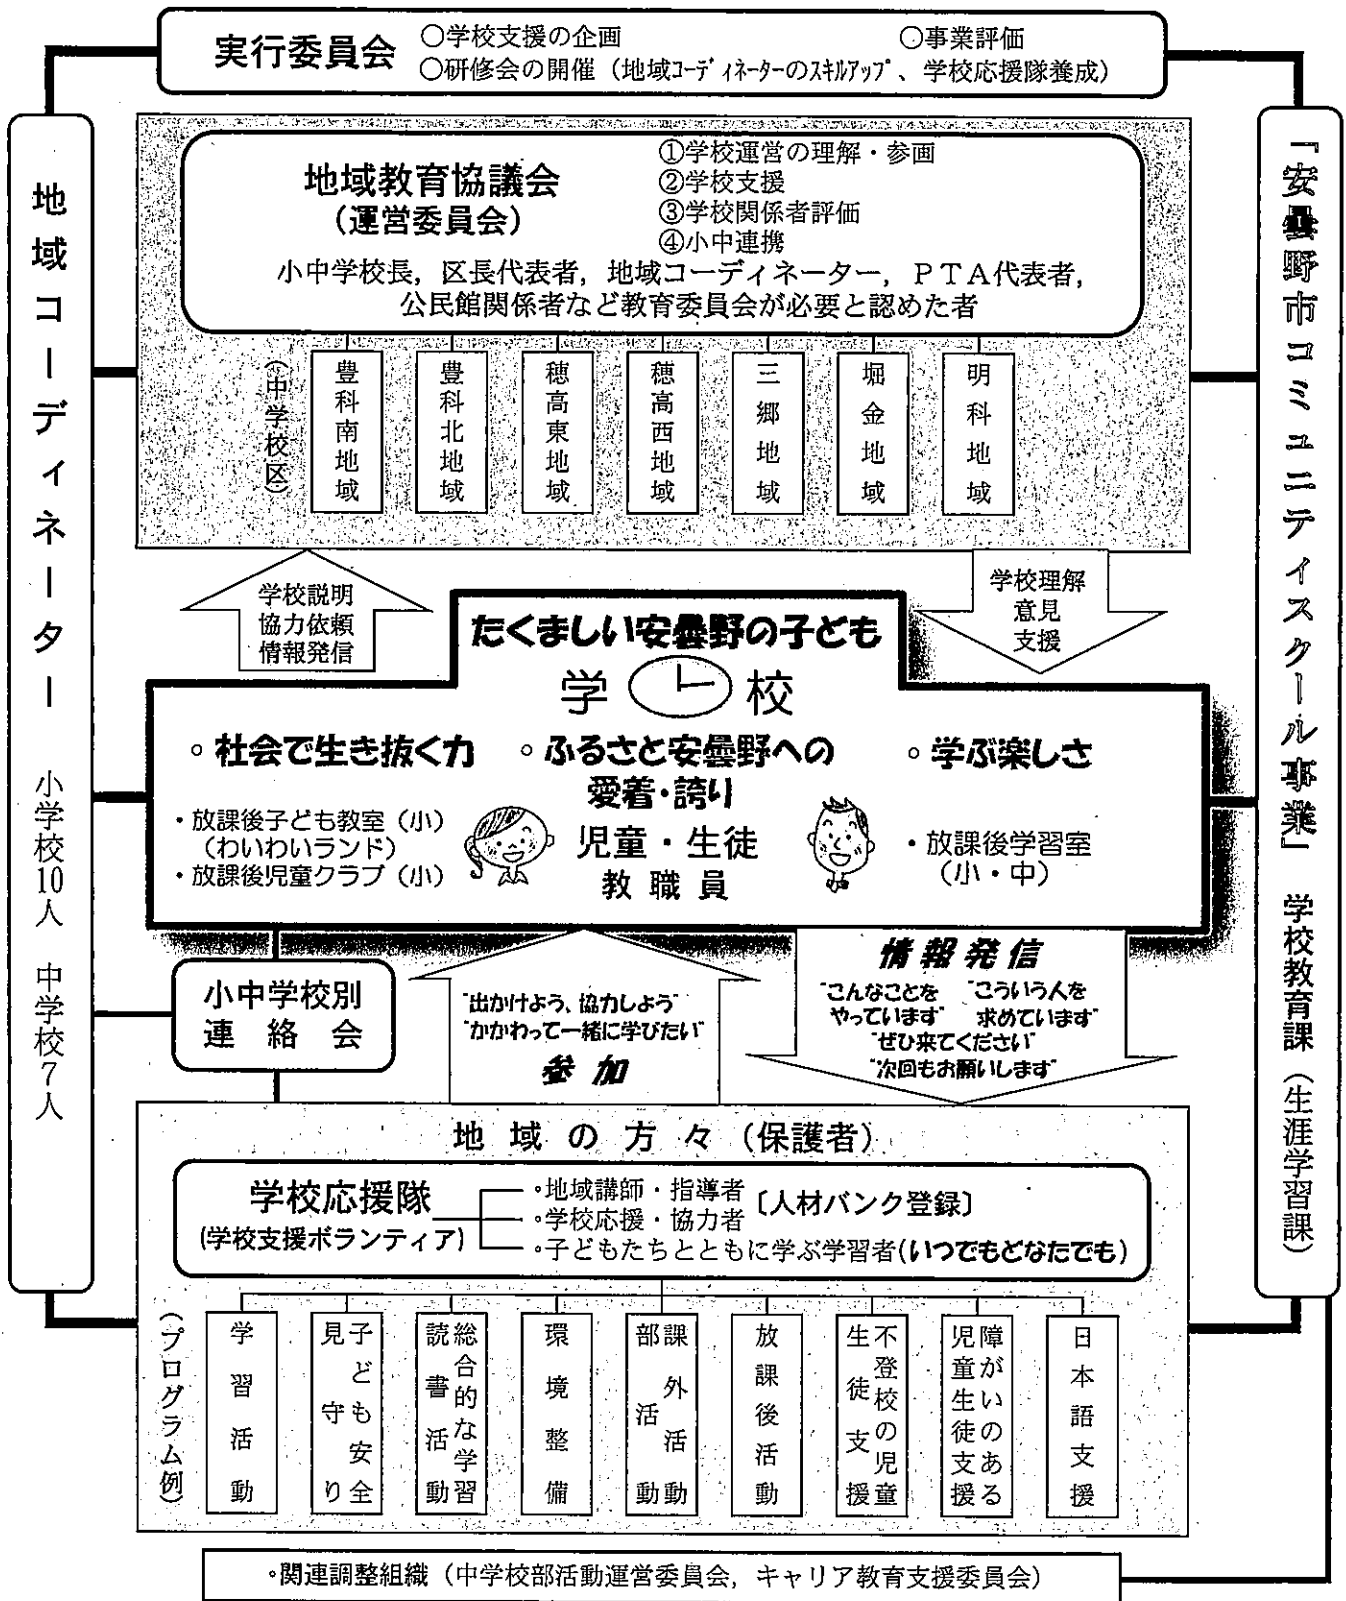 実行委員会
○学校支援の企画
○事業評価
○研修会の開催(地域コーディネーターのスキルアップ、学校応援隊養成)
地域コーディネーター 小学校10人 中学校7人
『安曇野市コミュニティスクール事業』 学校教育課(生涯学習課)
地域教育協議会
(運営委員会)
①学校運営の理解・参画
②学校支援
③学校関係者評価
④小中連携
小中学校長,区長代表者,地域コーディネーター,PTA代表者,
公民館関係者など教育委員会が必要と認めた者
(中学校区)
豊科南地域
豊科北地域
穂高東地域
穂高西地域
三郷地域
堀金地域
明科地域
学校説明
協力依頼
情報発信
学校理解
意見
支援
たくましい安曇野の子ども
学校
◦社会で生き抜く力
◦ふるさと安曇野への
愛着・誇り
◦学ぶ楽しさ
・放課後子ども教室(小)
(わいわいランド)
・放課後児童クラブ(小)
児童・生徒
教職員
・放課後学習室
(小・中)
小中学校別
連絡会
"出かけよう、協力しよう"
"かかわって一緒に学びたい"
参加
情報発信
"こんなことを
やっています"
"こういう人を
求めています"
"ぜひ来てください"
"次回もお願いします"
地域の方々(保護者)
学校応援隊
(学校支援ボランティア)
◦地域講師・指導者
◦学校応援・協力者
〔人材バンク登録〕
◦子どもたちとともに学ぶ学習者(いつでもどなたでも)
(プログラム例)
学習活動
子ども安全
見守り
総合的な学習
読書活動
環境整備
課外活動
部活動
放課後活動
不登校の児童
生徒支援
障がいのある
児童生徒支援
日本語支援
◦関連調整組織(中学校部活動運営委員会,キャリア教育支援委員会)